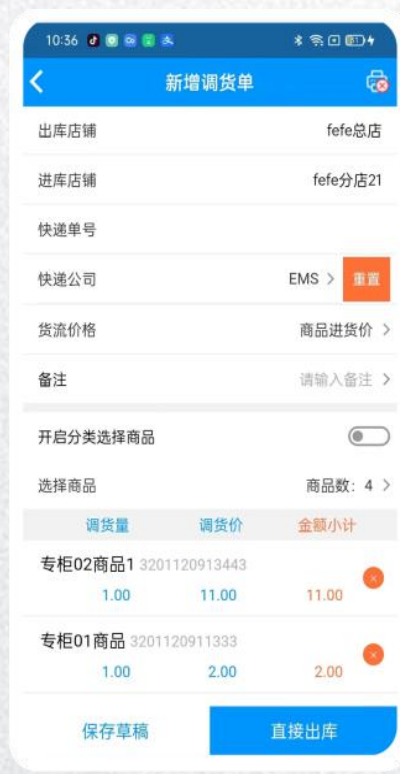 10:36
新增调货单
出库店铺 fefe总店
进库店铺 fefe分店21
快递单号
快递公司 EMS > 重置
货流价格 商品进货价 >
备注 请输入备注 >
开启分类选择商品
选择商品 商品数: 4 >
调货量 调货价 金额小计
专柜02商品1 3201120913443
1.00 11.00 11.00
专柜01商品 3201120911333
1.00 2.00 2.00
保存草稿 直接出库